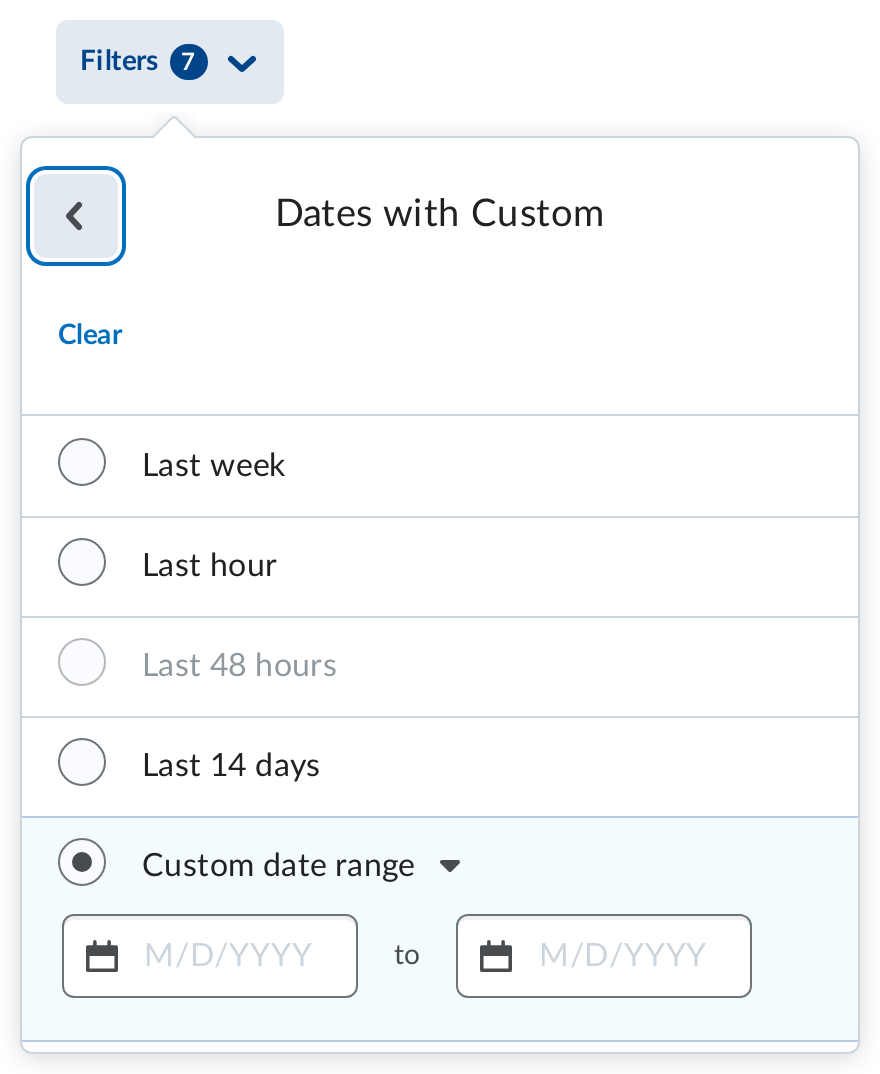 Filters 7
Dates with Custom
Clear
Last week
Last hour
Last 48 hours
Last 14 days
Custom date range
M/D/YYYY to M/D/YYYY